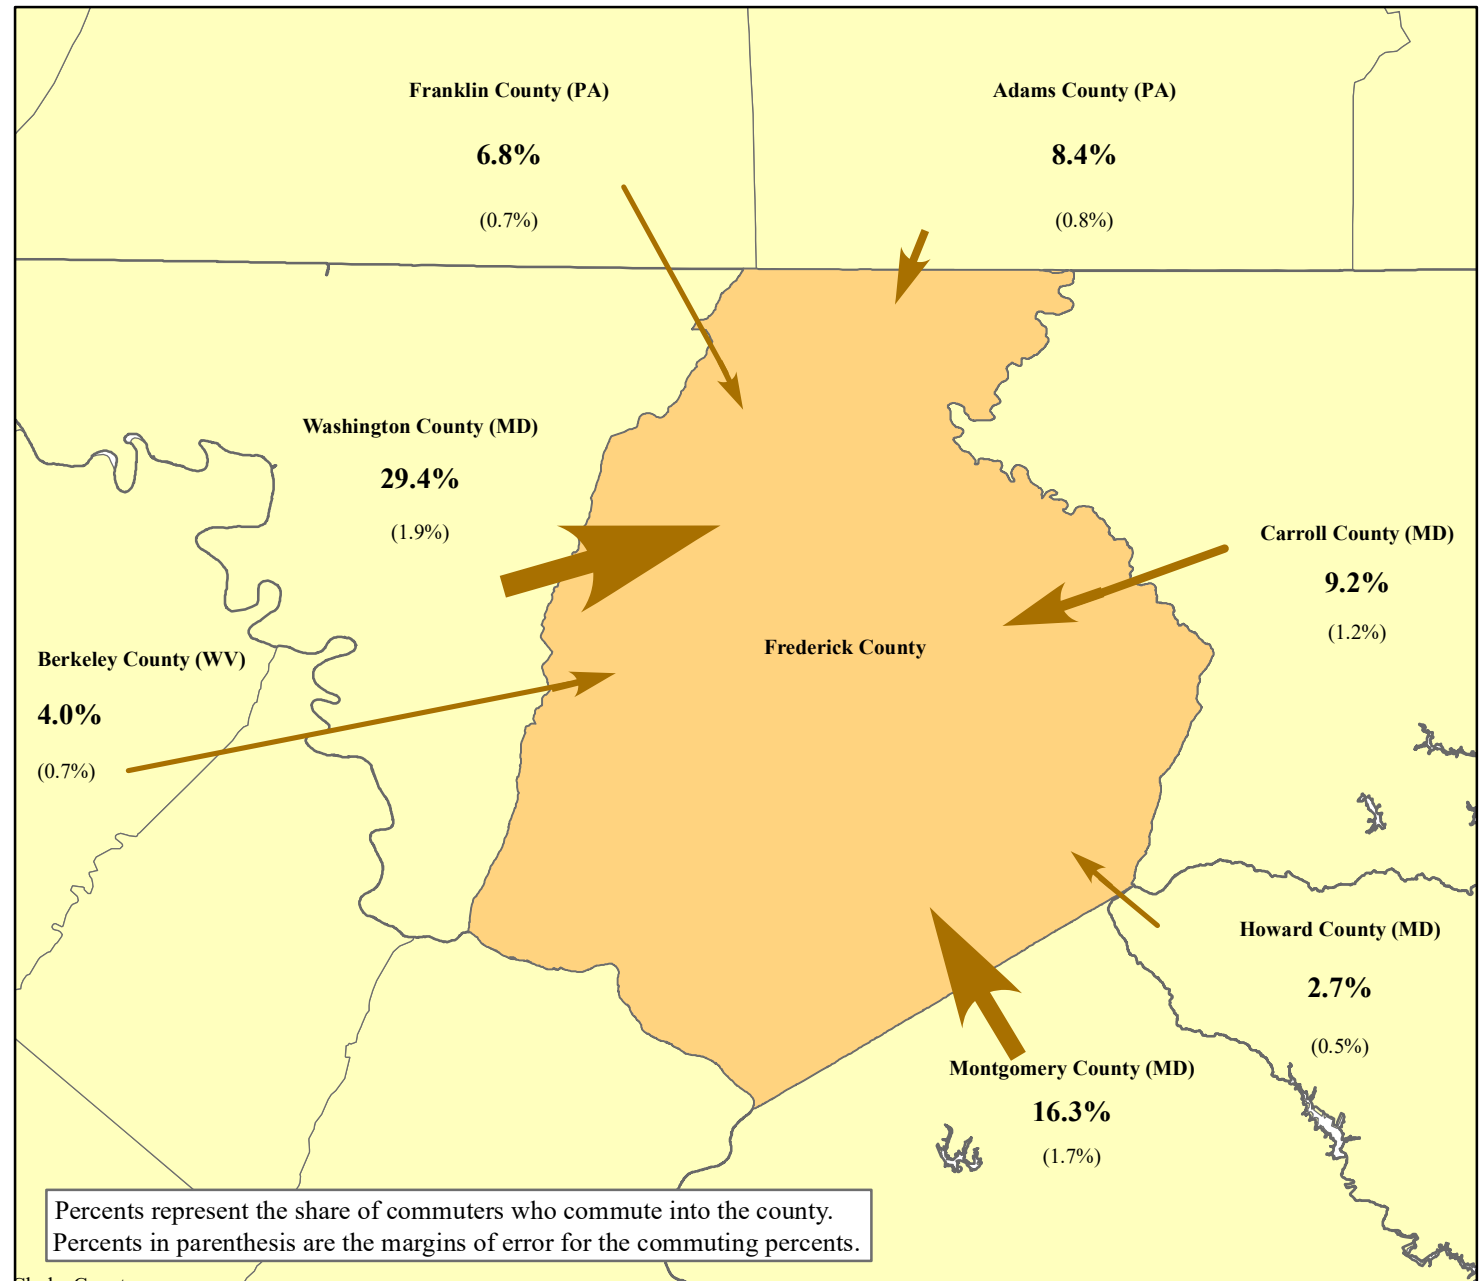 Franklin County (PA)
6.8%
(0.7%)
Adams County (PA)
8.4%
(0.8%)
Washington County (MD)
29.4%
(1.9%)
Carroll County (MD)
9.2%
(1.2%)
Frederick County
Berkeley County (WV)
4.0%
(0.7%)
Howard County (MD)
2.7%
(0.5%)
Montgomery County (MD)
16.3%
(1.7%)
Percents represent the share of commuters who commute into the county.
Percents in parenthesis are the margins of error for the commuting percents.